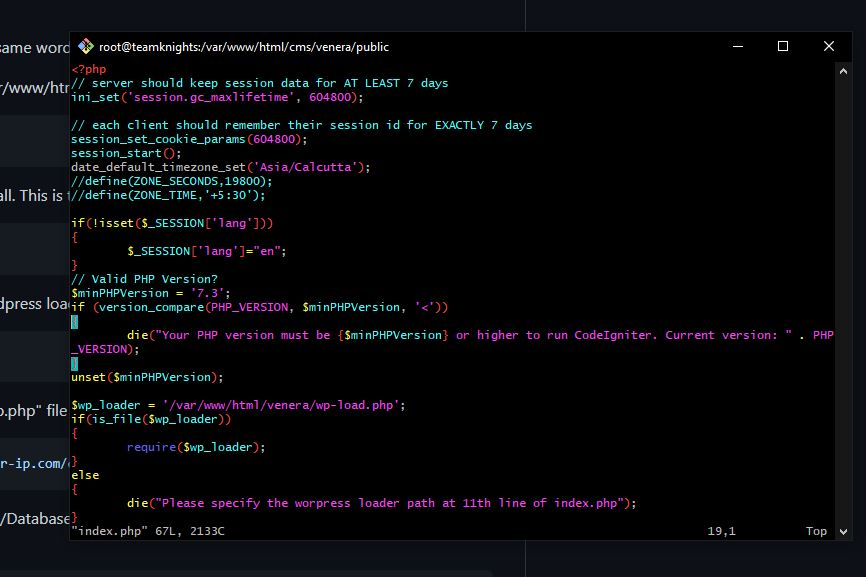 root@teamknights:/var/www/html/cms/venera/public
<?php
// server should keep session data for AT LEAST 7 days
ini_set('session.gc_maxlifetime', 604800);
// each client should remember their session id for EXACTLY 7 days
session_set_cookie_params(604800);
session_start();
date_default_timezone_set('Asia/Calcutta');
//define(ZONE_SECONDS,19800);
//define(ZONE_TIME,'+5:30');
if(!isset($_SESSION['lang']))
{
$_SESSION['lang']="en";
}
// Valid PHP Version?
$minPHPVersion = '7.3';
if (version_compare(PHP_VERSION, $minPHPVersion, '<'))
{
die("Your PHP version must be {$minPHPVersion} or higher to run CodeIgniter. Current version: " . PHP
_VERSION);
}
unset($minPHPVersion);
$wp_loader = '/var/www/html/venera/wp-load.php';
if(is_file($wp_loader))
{
require($wp_loader);
}
else
{
die("Please specify the worpress loader path at 11th line of index.php");
}
"index.php" 67L, 2133C 19,1 Top
same word
r/www/htm
all. This is
dpress loa
p.php" file
r-ip.com/
/Database